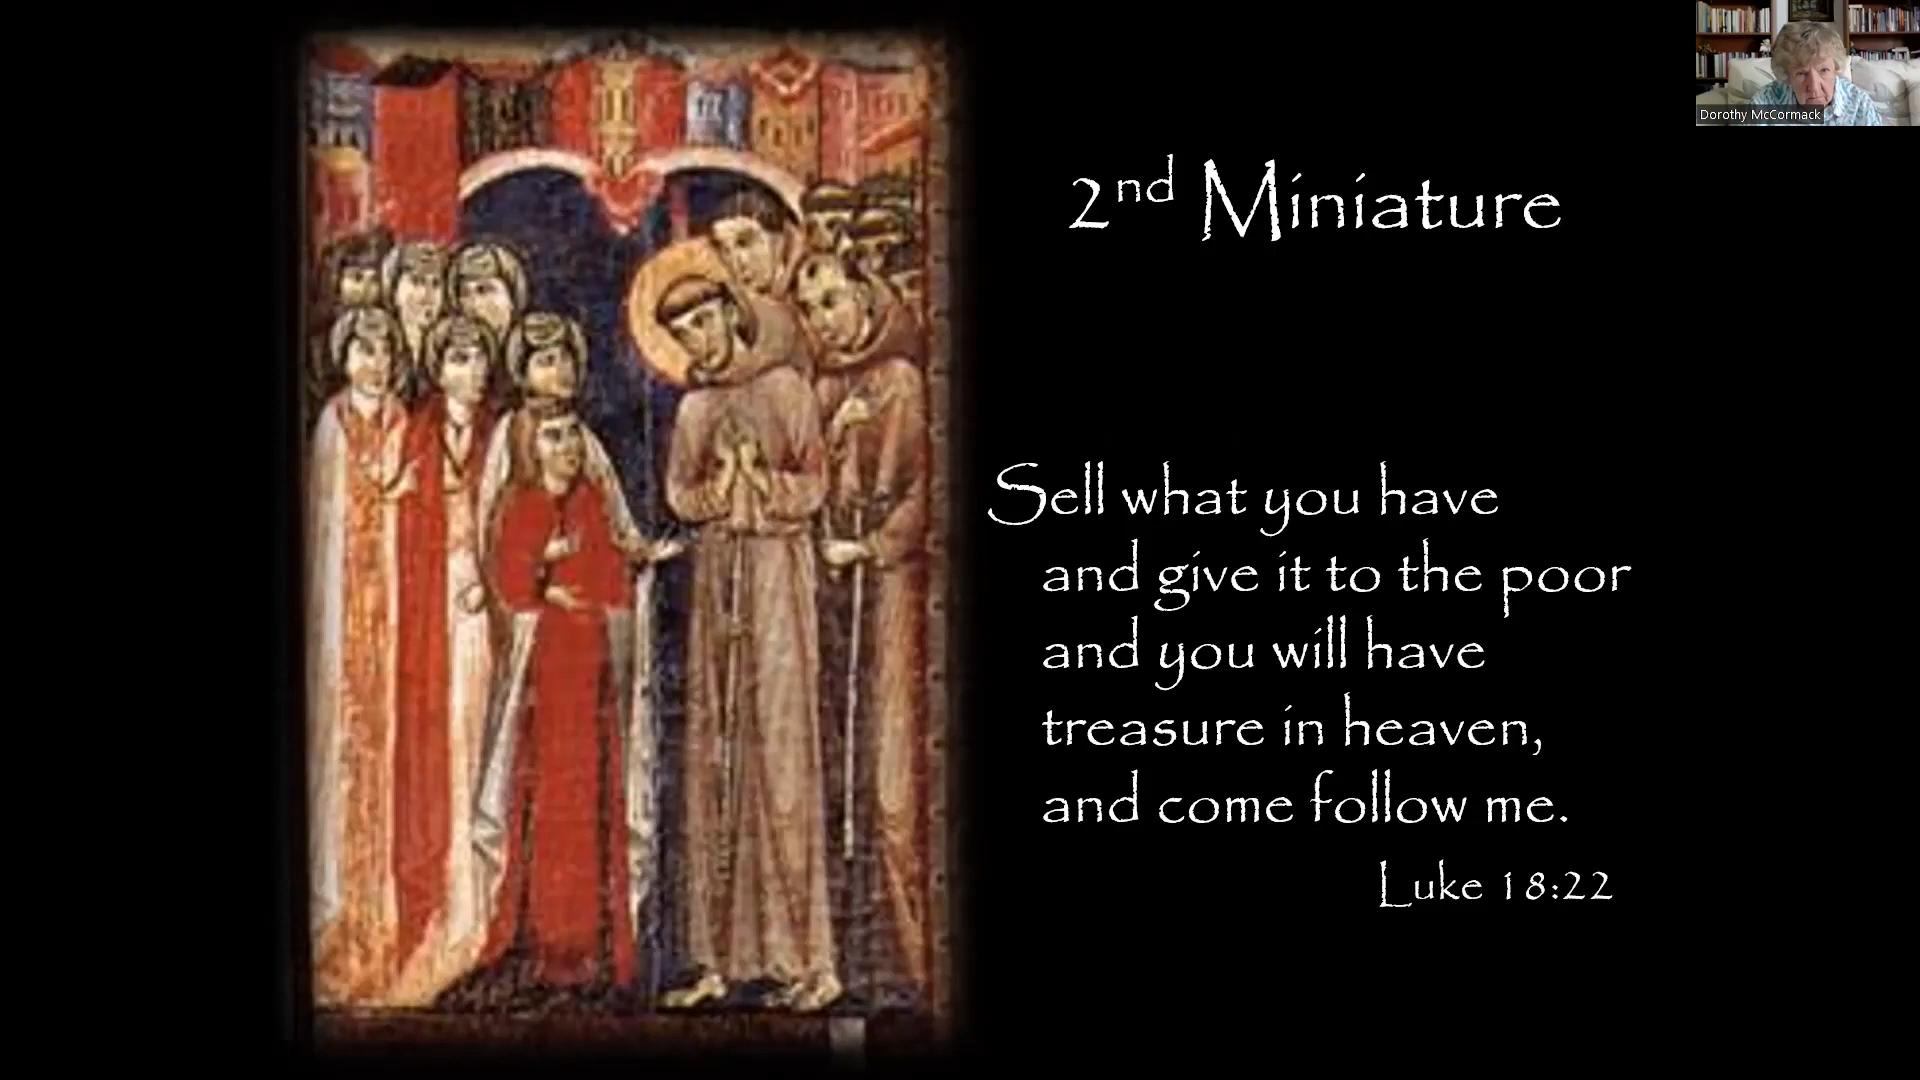 Dorothy McCormack
2nd Miniature
Sell what you have
and give it to the poor
and you will have
treasure in heaven,
and come follow me.
Luke 18:22